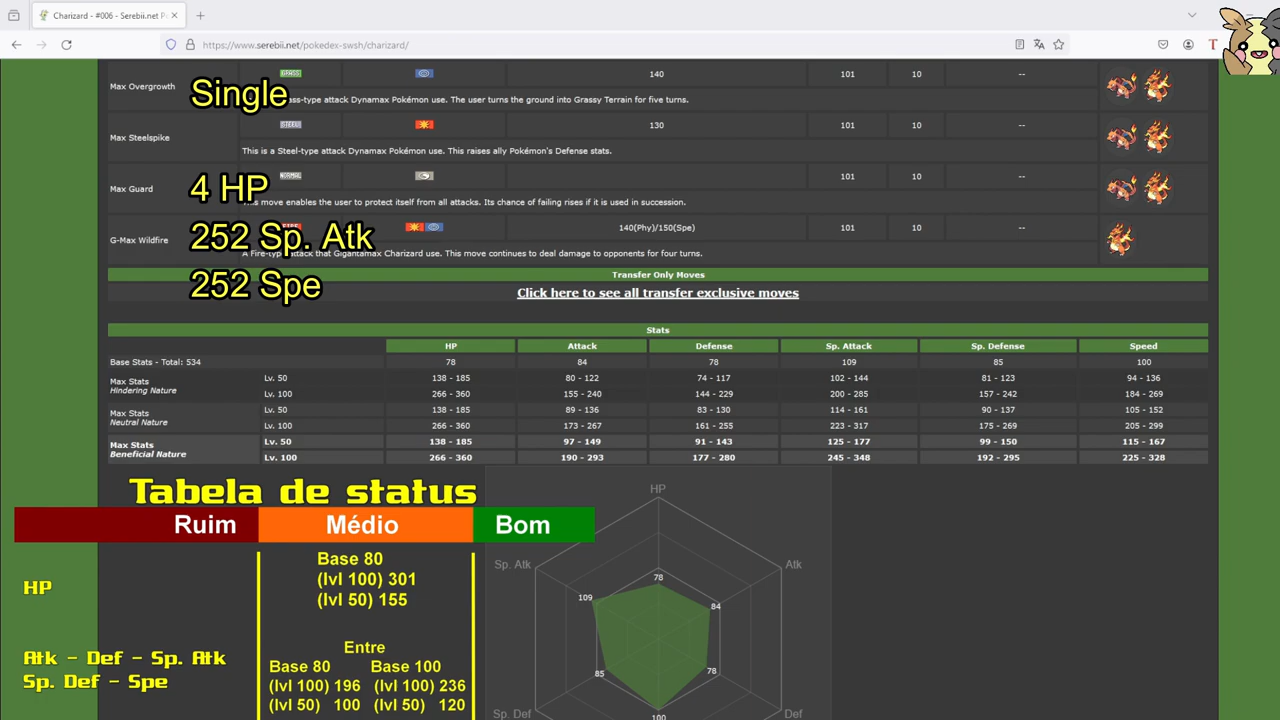 Charizard - #006 - Serebii.net P
https://www.serebii.net/pokedex-swsh/charizard/
Max Overgrowth GRASS 140 101 10 --
ass-type attack Dynamax Pokémon use. The user turns the ground into Grassy Terrain for five turns.
Single
Max Steelspike STEEL 130 101 10 --
This is a Steel-type attack Dynamax Pokémon use. This raises ally Pokémon's Defense stats.
Max Guard NORMAL 101 10 --
This move enables the user to protect itself from all attacks. Its chance of failing rises if it is used in succession.
4 HP
G-Max Wildfire 140(Phy)/150(Spe) 101 10 --
A Fire-type attack that Gigantamax Charizard use. This move continues to deal damage to opponents for four turns.
252 Sp. Atk
252 Spe
Transfer Only Moves
Click here to see all transfer exclusive moves
Stats
HP Attack Defense Sp. Attack Sp. Defense Speed
Base Stats - Total: 534 78 84 78 109 85 100
Max Stats
Hindering Nature
Lv. 50 138 - 185 80 - 122 74 - 117 102 - 144 81 - 123 94 - 136
Lv. 100 266 - 360 155 - 240 144 - 229 200 - 285 157 - 242 184 - 269
Max Stats
Neutral Nature
Lv. 50 138 - 185 89 - 136 83 - 130 114 - 161 90 - 137 105 - 152
Lv. 100 266 - 360 173 - 267 161 - 255 223 - 317 175 - 269 205 - 299
Max Stats
Beneficial Nature
Lv. 50 138 - 185 97 - 149 91 - 143 125 - 177 99 - 150 115 - 167
Lv. 100 266 - 360 190 - 293 177 - 280 245 - 348 192 - 295 225 - 328
Tabela de status
Ruim Médio Bom
HP
Base 80
(lvl 100) 301
(lvl 50) 155
Atk - Def - Sp. Atk
Sp. Def - Spe
Entre
Base 80 Base 100
(lvl 100) 196 (lvl 100) 236
(lvl 50) 100 (lvl 50) 120
HP
78
Sp. Atk
109
Atk
84
85
78
Sp. Def
100
Def
T